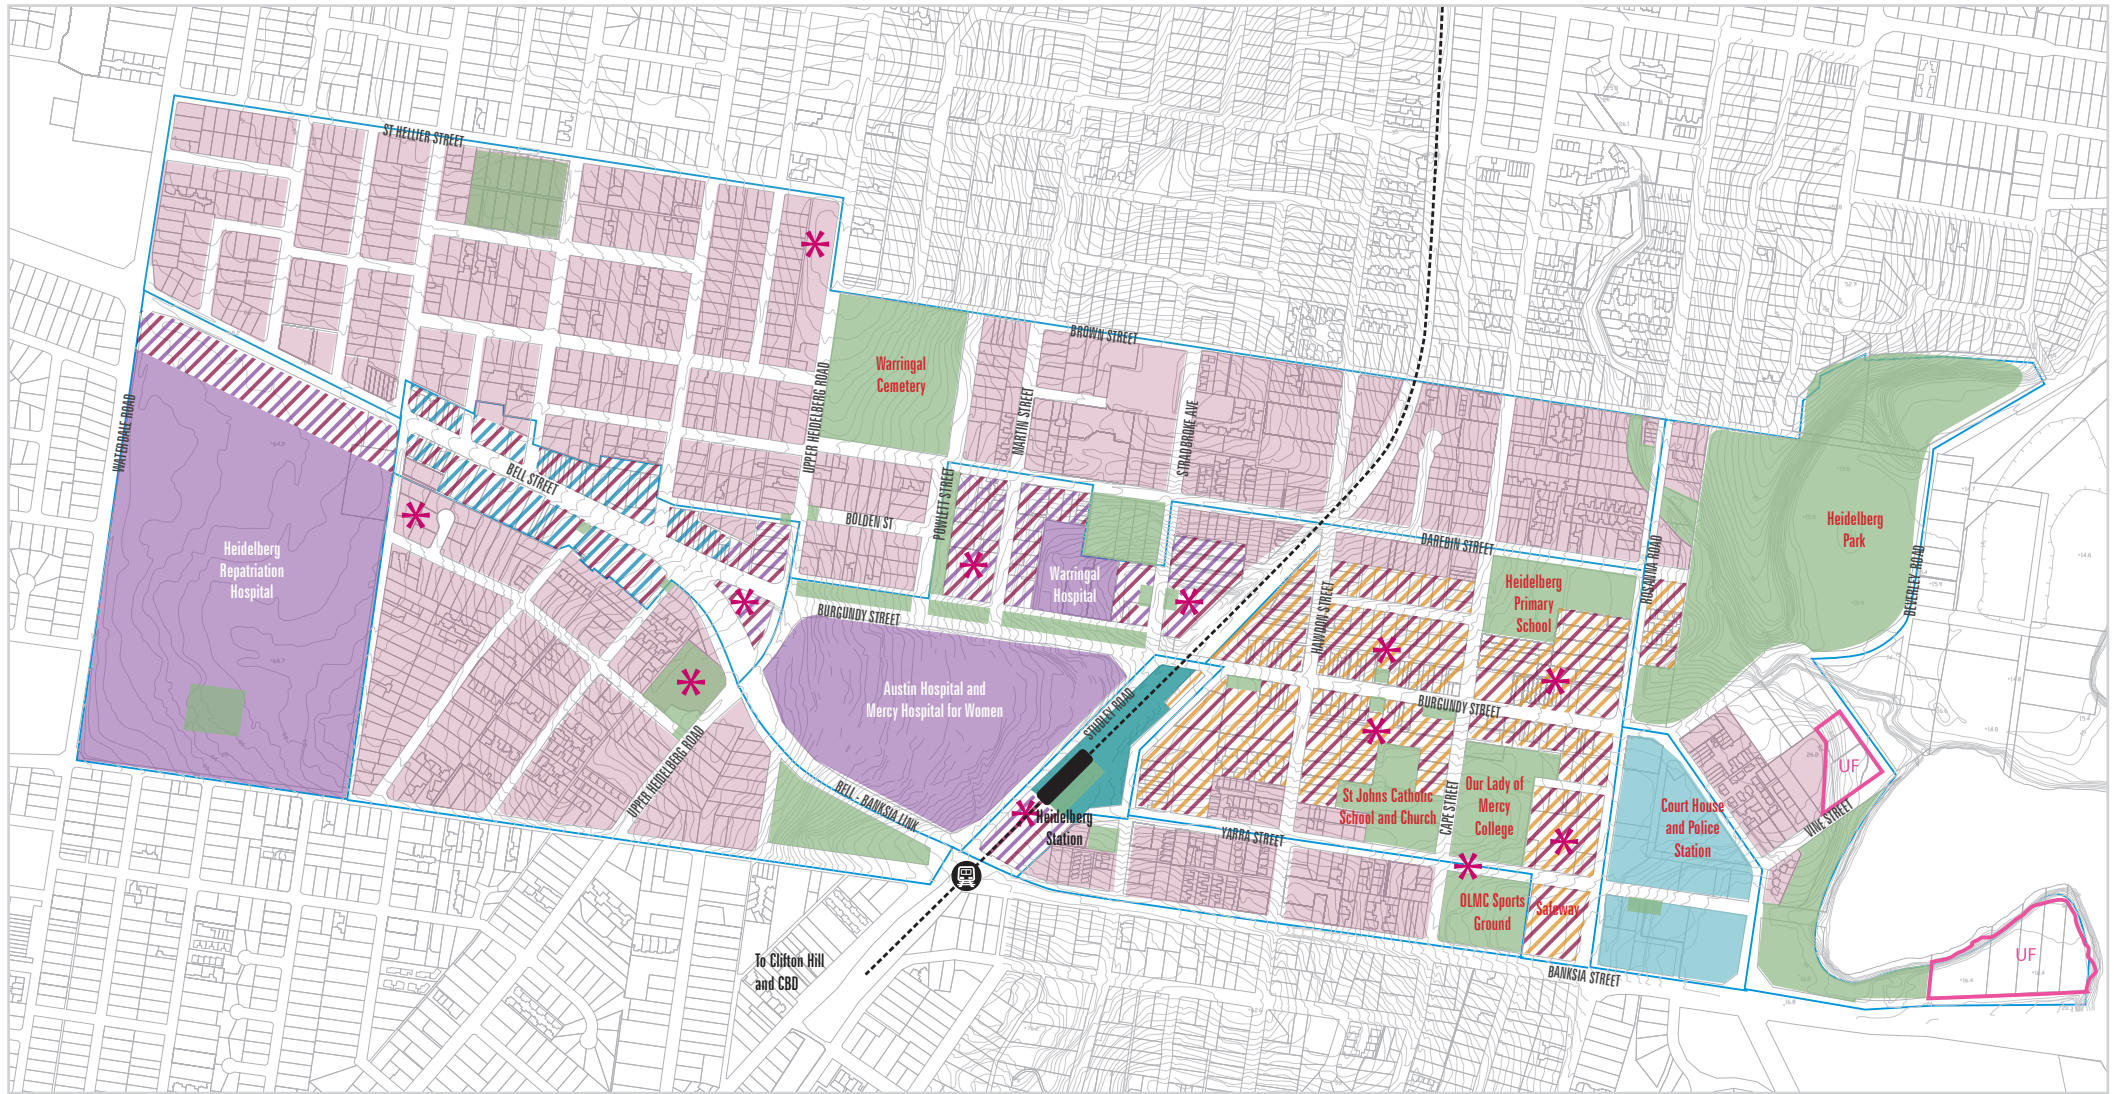 ST HELLIER STREET
BROWN STREET
WATERDALE ROAD
UPPER HEIDELBERG ROAD
Warringal
Cemetery
MARTIN STREET
STRADBROKE AVE
BELL STREET
POWLETT STREET
BOLDEN ST
DAREBIN STREET
ROSANNA ROAD
BEVERLEY ROAD
Heidelberg
Park
Heidelberg
Repatriation
Hospital
Warringal
Hospital
Heidelberg
Primary
School
HAWDON STREET
BURGUNDY STREET
Austin Hospital and
Mercy Hospital for Women
STUDLEY ROAD
BURGUNDY STREET
UPPER HEIDELBERG ROAD
BELL - BANKSIA LINK
Heidelberg
Station
YARRA STREET
St Johns Catholic
School and Church
CAPE STREET
Our Lady of
Mercy
College
Court House
and Police
Station
UF
VINE STREET
OLMC Sports
Ground
Safeway
BANKSIA STREET
UF
To Clifton Hill
and CBD